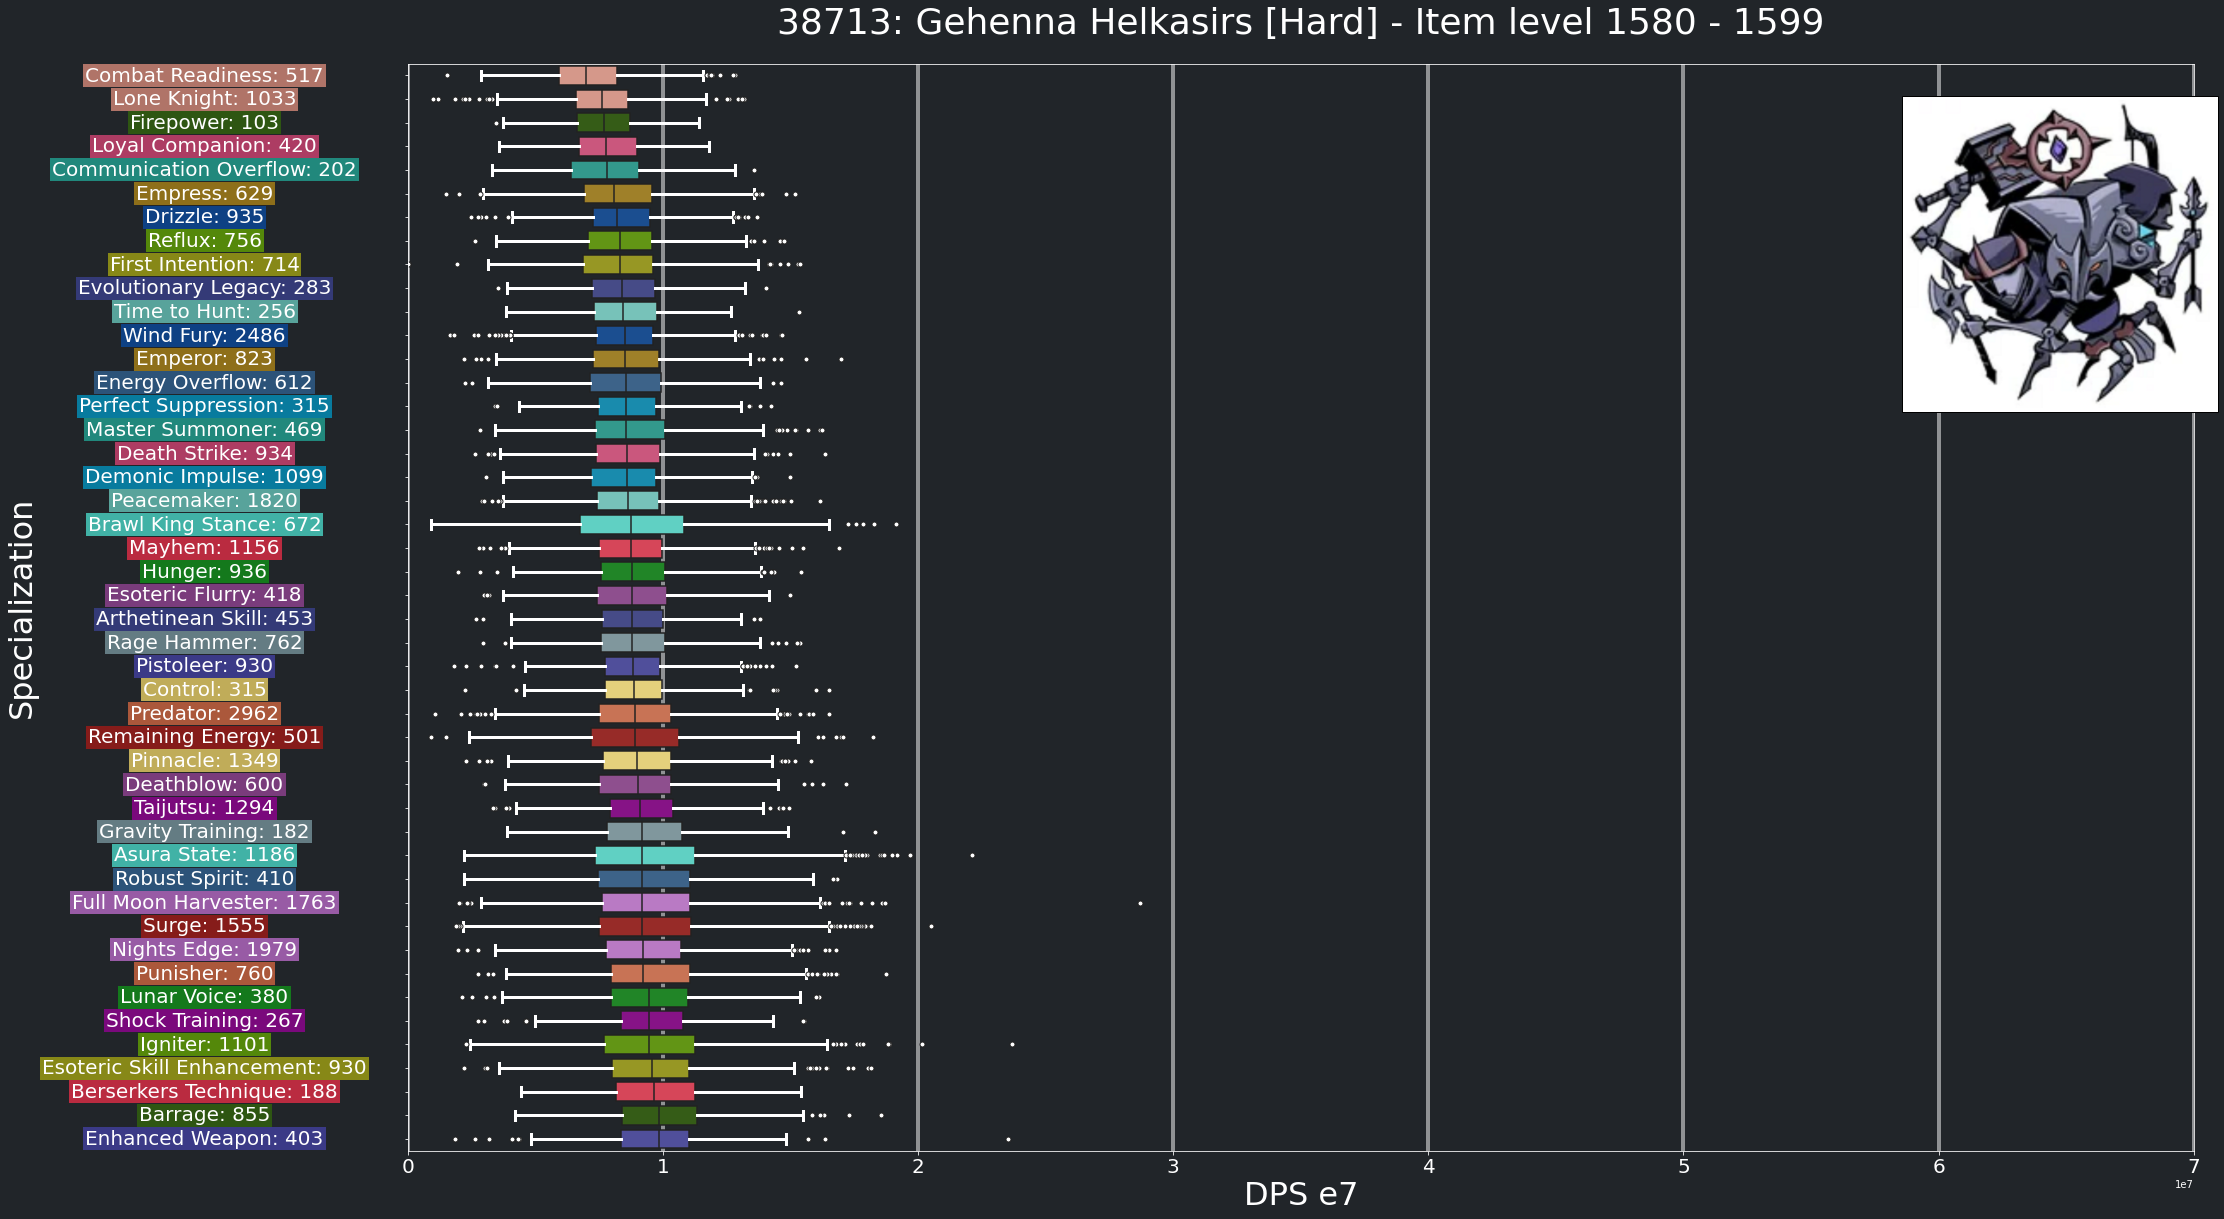 38713: Gehenna Helkasirs [Hard] - Item level 1580 - 1599
Specialization
Combat Readiness: 517
Lone Knight: 1033
Firepower: 103
Loyal Companion: 420
Communication Overflow: 202
Empress: 629
Drizzle: 935
Reflux: 756
First Intention: 714
Evolutionary Legacy: 283
Time to Hunt: 256
Wind Fury: 2486
Emperor: 823
Energy Overflow: 612
Perfect Suppression: 315
Master Summoner: 469
Death Strike: 934
Demonic Impulse: 1099
Peacemaker: 1820
Brawl King Stance: 672
Mayhem: 1156
Hunger: 936
Esoteric Flurry: 418
Arthetinean Skill: 453
Rage Hammer: 762
Pistoleer: 930
Control: 315
Predator: 2962
Remaining Energy: 501
Pinnacle: 1349
Deathblow: 600
Taijutsu: 1294
Gravity Training: 182
Asura State: 1186
Robust Spirit: 410
Full Moon Harvester: 1763
Surge: 1555
Nights Edge: 1979
Punisher: 760
Lunar Voice: 380
Shock Training: 267
Igniter: 1101
Esoteric Skill Enhancement: 930
Berserkers Technique: 188
Barrage: 855
Enhanced Weapon: 403
0 1 2 3 4 5 6 7
1e7
DPS e7